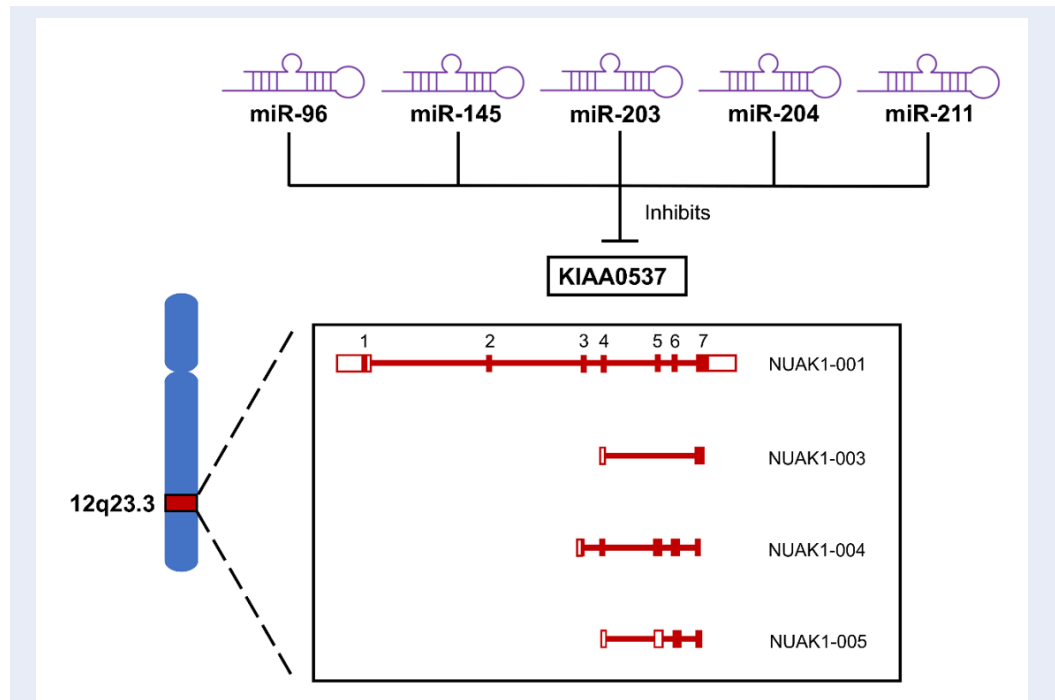 miR-96 miR-145 miR-203 miR-204 miR-211
Inhibits
KIAA0537
1 2 3 4 5 6 7
NUAK1-001
NUAK1-003
12q23.3
NUAK1-004
NUAK1-005